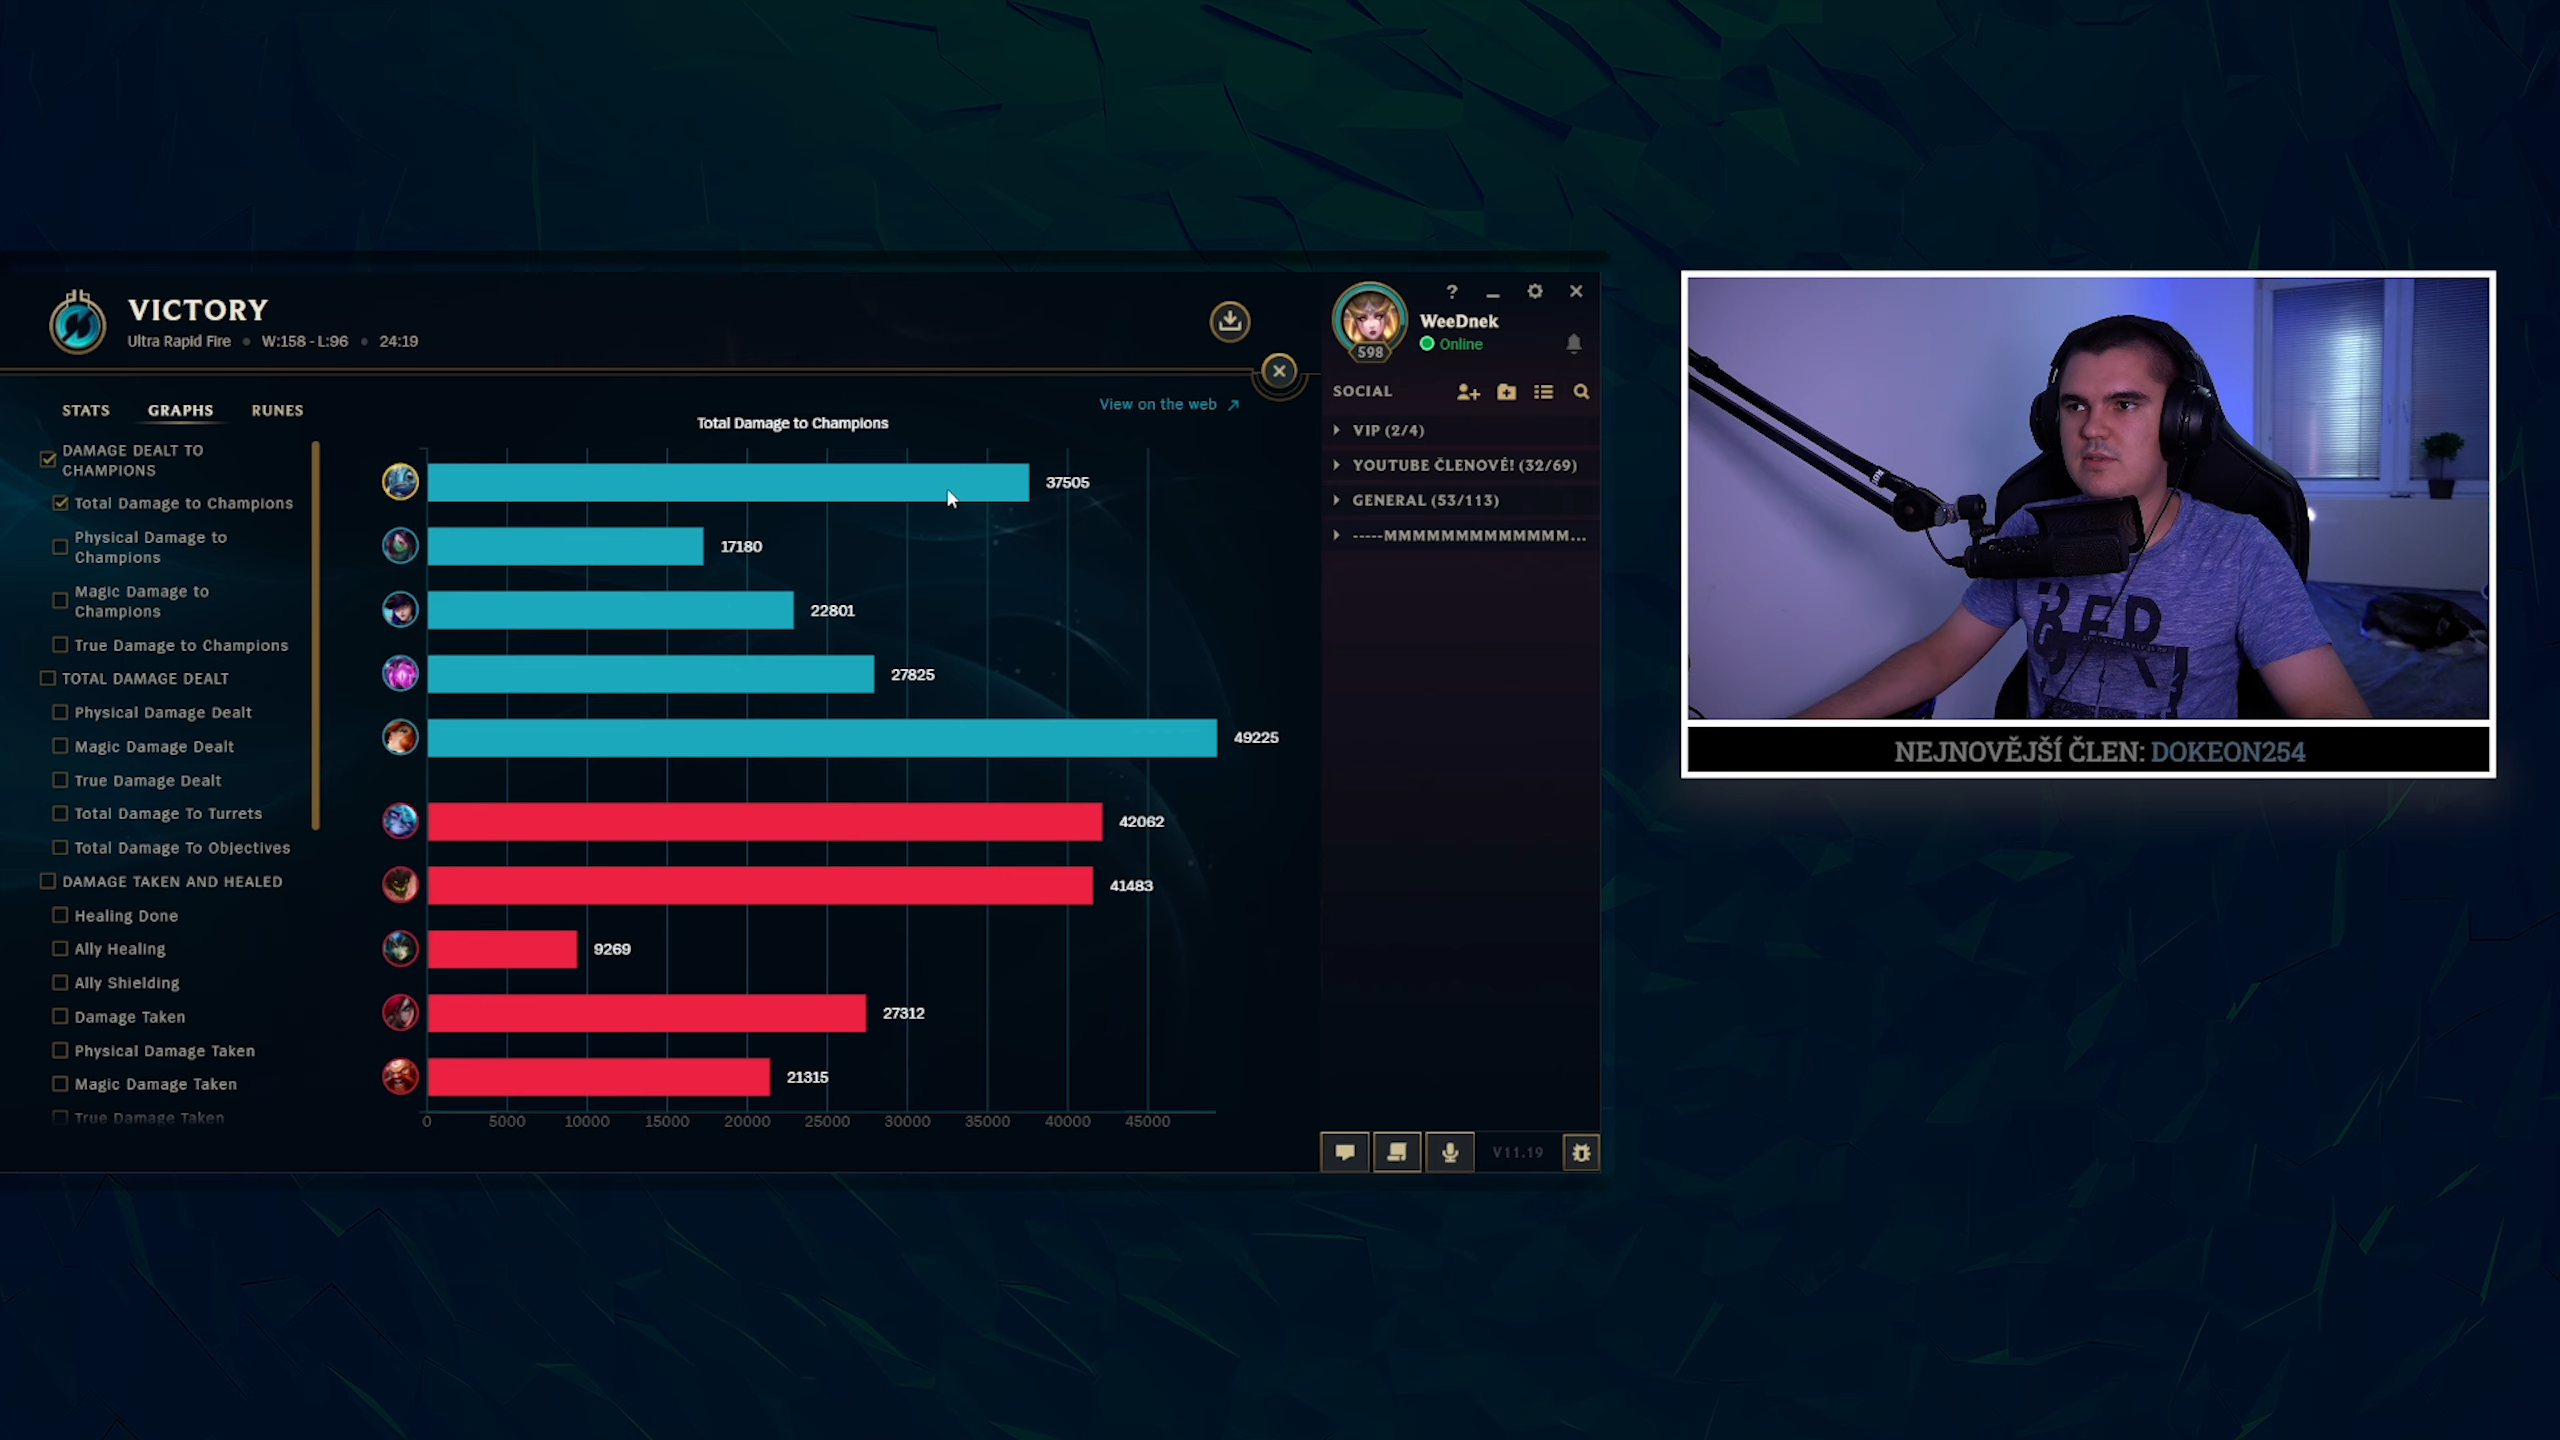 VICTORY
Ultra Rapid Fire • W:158 - L:96 • 24:19
STATS GRAPHS RUNES
View on the web
DAMAGE DEALT TO
CHAMPIONS
Total Damage to Champions
Physical Damage to
Champions
Magic Damage to
Champions
True Damage to Champions
TOTAL DAMAGE DEALT
Physical Damage Dealt
Magic Damage Dealt
True Damage Dealt
Total Damage To Turrets
Total Damage To Objectives
DAMAGE TAKEN AND HEALED
Healing Done
Ally Healing
Ally Shielding
Damage Taken
Physical Damage Taken
Magic Damage Taken
True Damage Taken
Total Damage to Champions
37505
17180
22801
27825
49225
42062
41483
9269
27312
21315
0 5000 10000 15000 20000 25000 30000 35000 40000 45000
598
WeeDnek
Online
SOCIAL
VIP (2/4)
YOUTUBE ČLENOVÉ! (32/69)
GENERAL (53/113)
-----MMMMMMMMMMMMM...
V11.19
NEJNOVĚJŠÍ ČLEN: DOKEON254